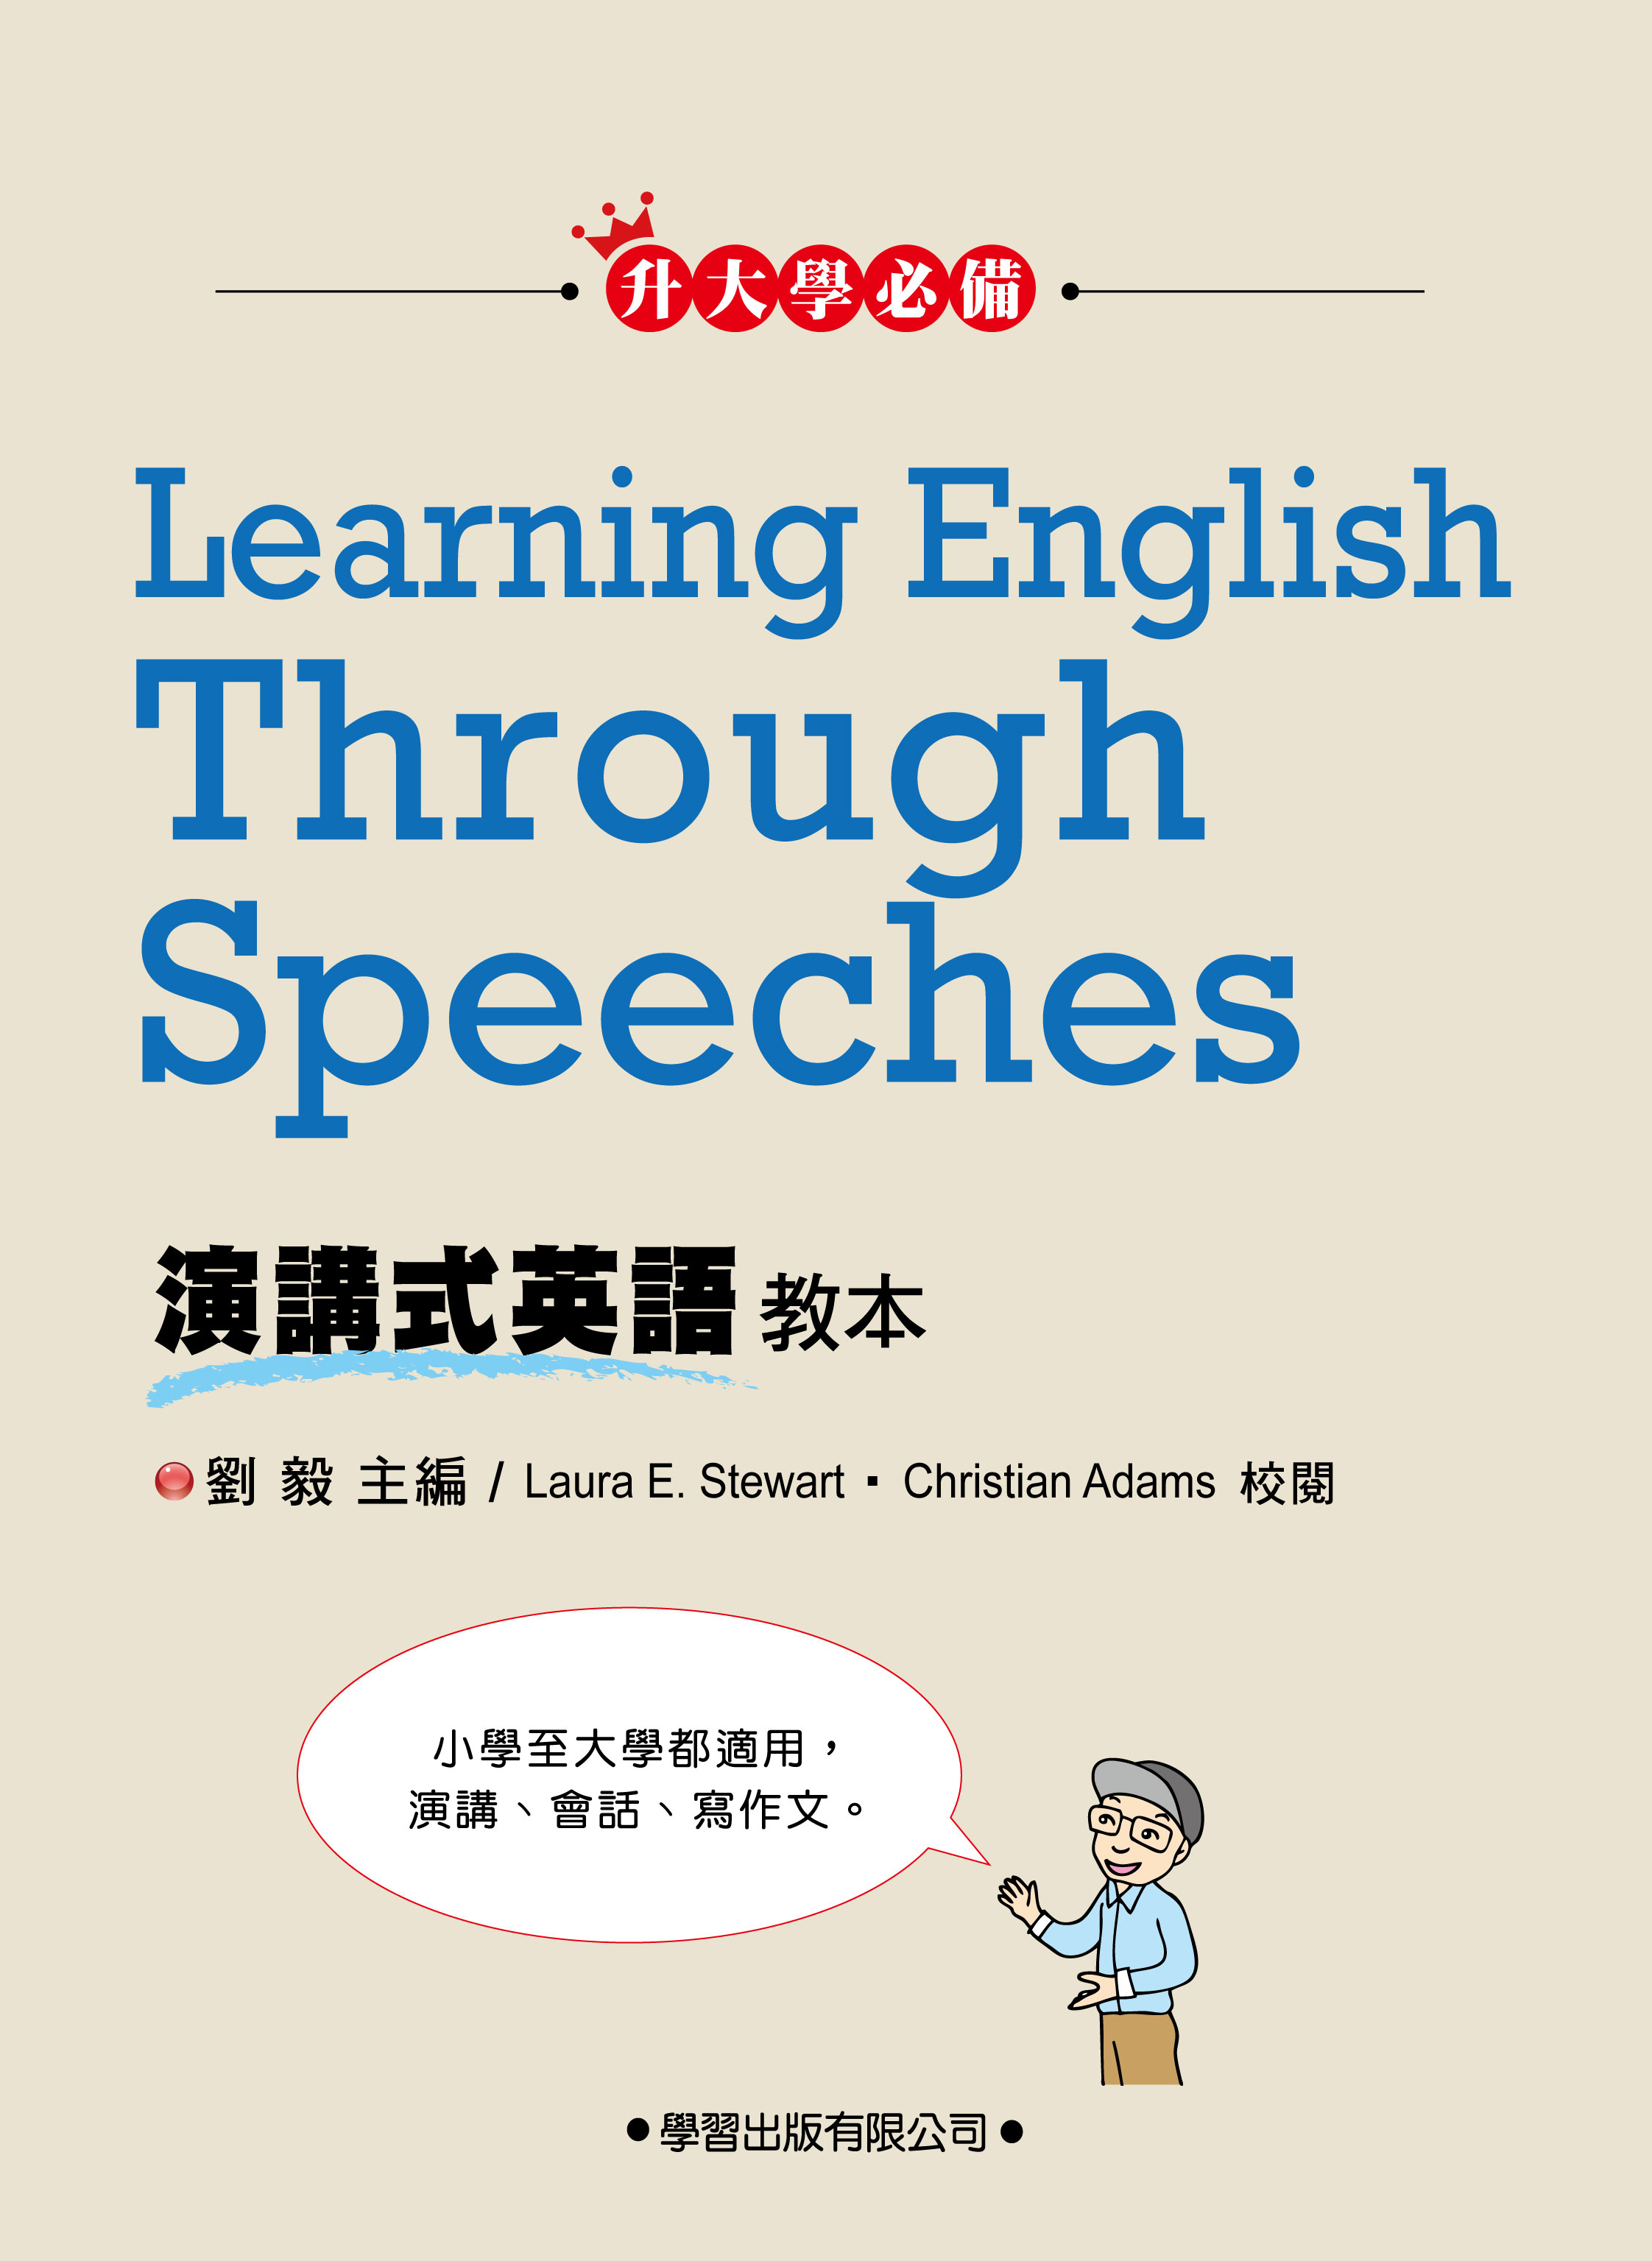 升大學必備
Learning English
Through
Speeches
演講式英語教本
劉 毅 主編 / Laura E. Stewart ▪ Christian Adams 校閱
小學至大學都適用，
演講、會話、寫作文。
●學習出版有限公司●